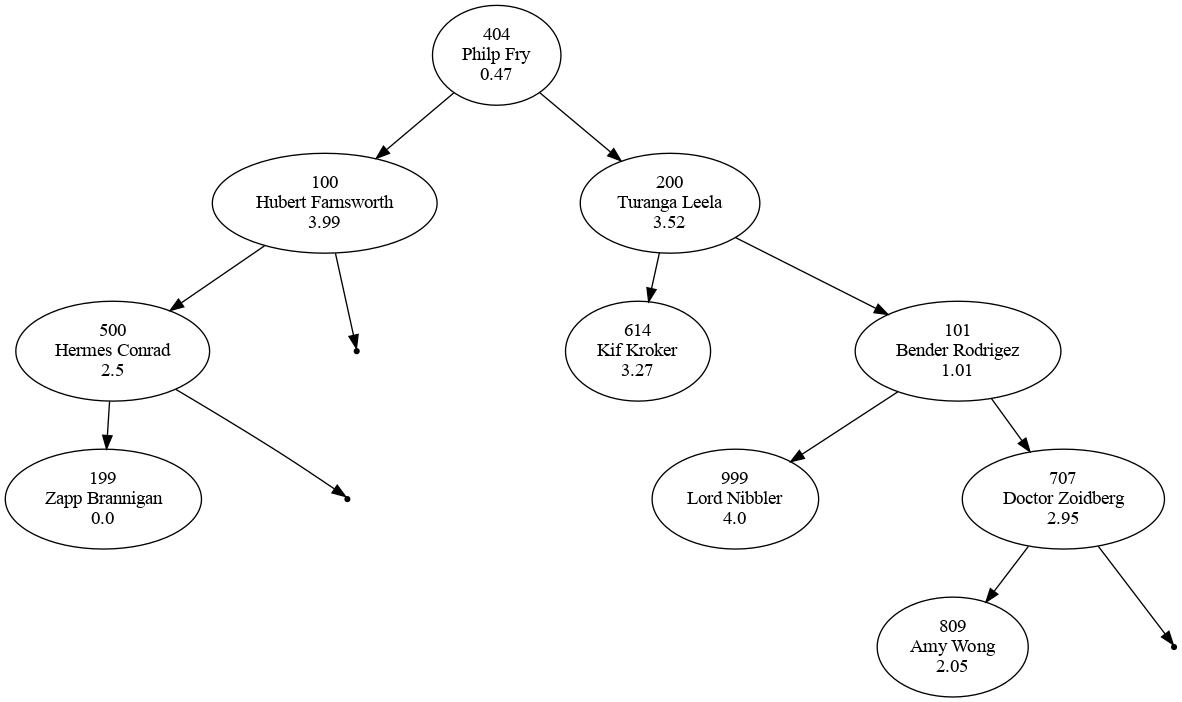 404
Philp Fry
0.47
100
Hubert Farnsworth
3.99
200
Turanga Leela
3.52
500
Hermes Conrad
2.5
614
Kif Kroker
3.27
101
Bender Rodrigez
1.01
199
Zapp Brannigan
0.0
999
Lord Nibbler
4.0
707
Doctor Zoidberg
2.95
809
Amy Wong
2.05